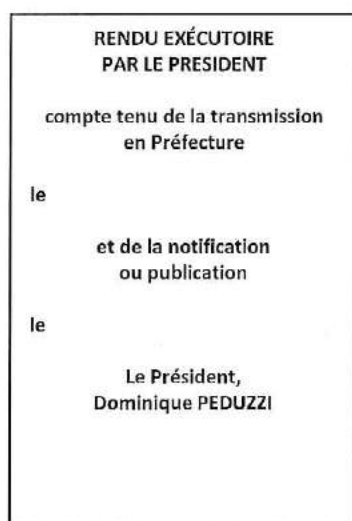 RENDU EXÉCUTOIRE
PAR LE PRESIDENT
compte tenu de la transmission
en Préfecture
le
et de la notification
ou publication
le
Le Président,
Dominique PEDUZZI